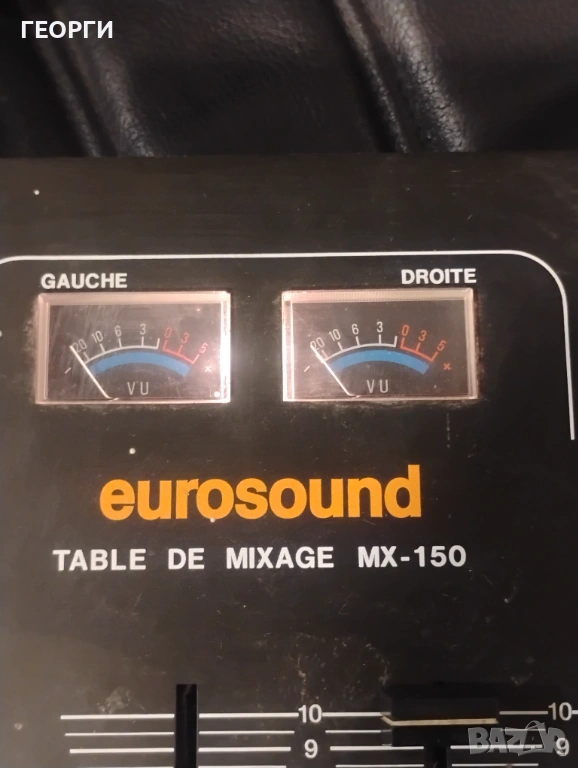 ГЕОРГИ
GAUCHE DROITE
- 20 10 6 3 0 3 5 +
VU
- 20 10 6 3 0 3 5 +
VU
eurosound
TABLE DE MIXAGE MX-150
10 10
9 9
BAZAR